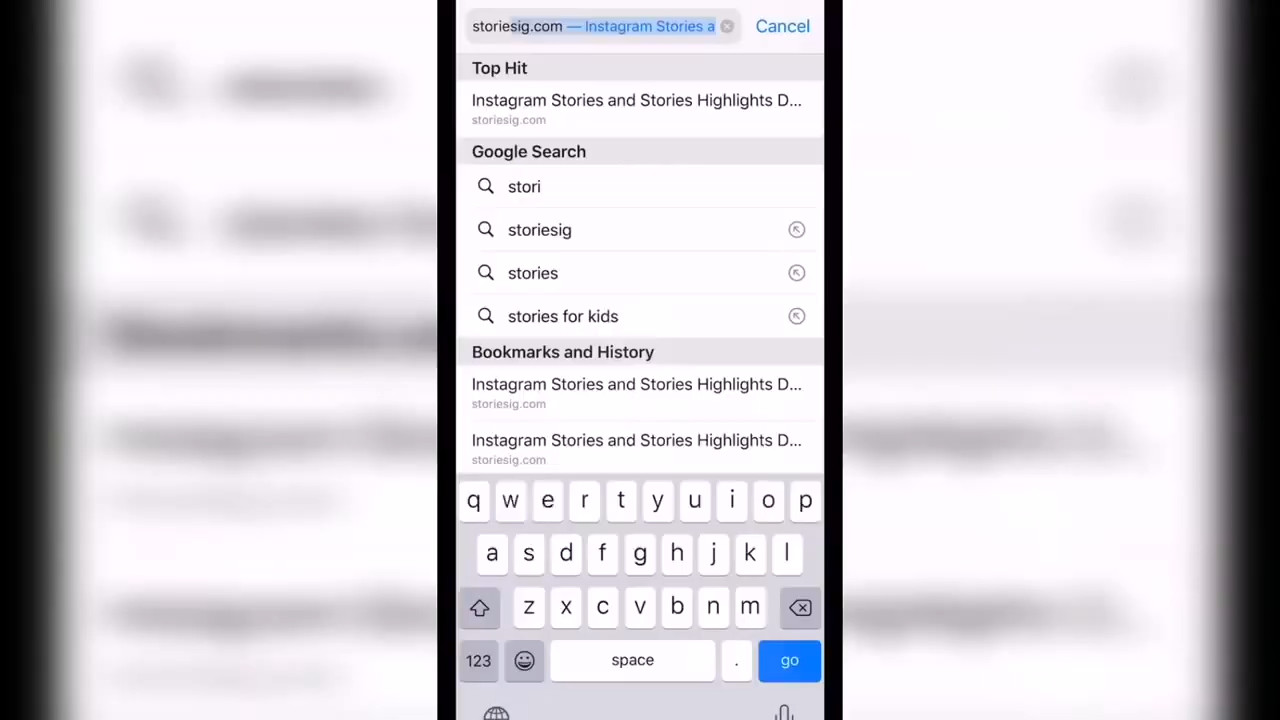 storiesig.com — Instagram Stories a
Cancel
Top Hit
Instagram Stories and Stories Highlights D...
storiesig.com
Google Search
stori
storiesig
stories
stories for kids
Bookmarks and History
Instagram Stories and Stories Highlights D...
storiesig.com
Instagram Stories and Stories Highlights D...
storiesig.com
q w e r t y u i o p
a s d f g h j k l
z x c v b n m
123 space . go